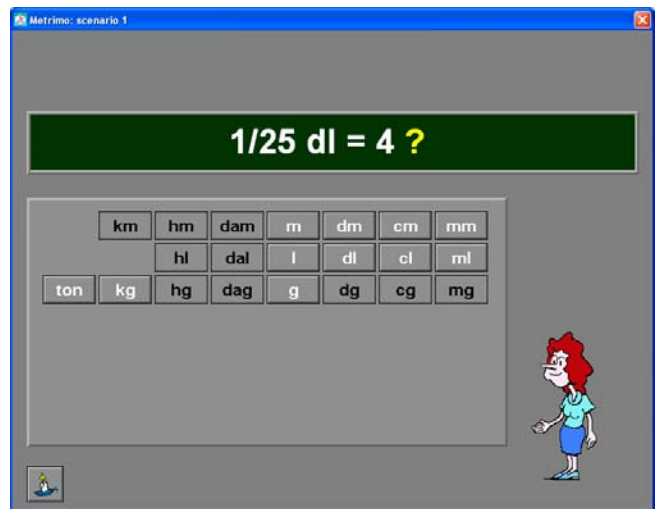 Metrimo: scenario 1
1/25 dl = 4 ?
km hm dam m dm cm mm
hl dal l dl cl ml
ton kg hg dag g dg cg mg